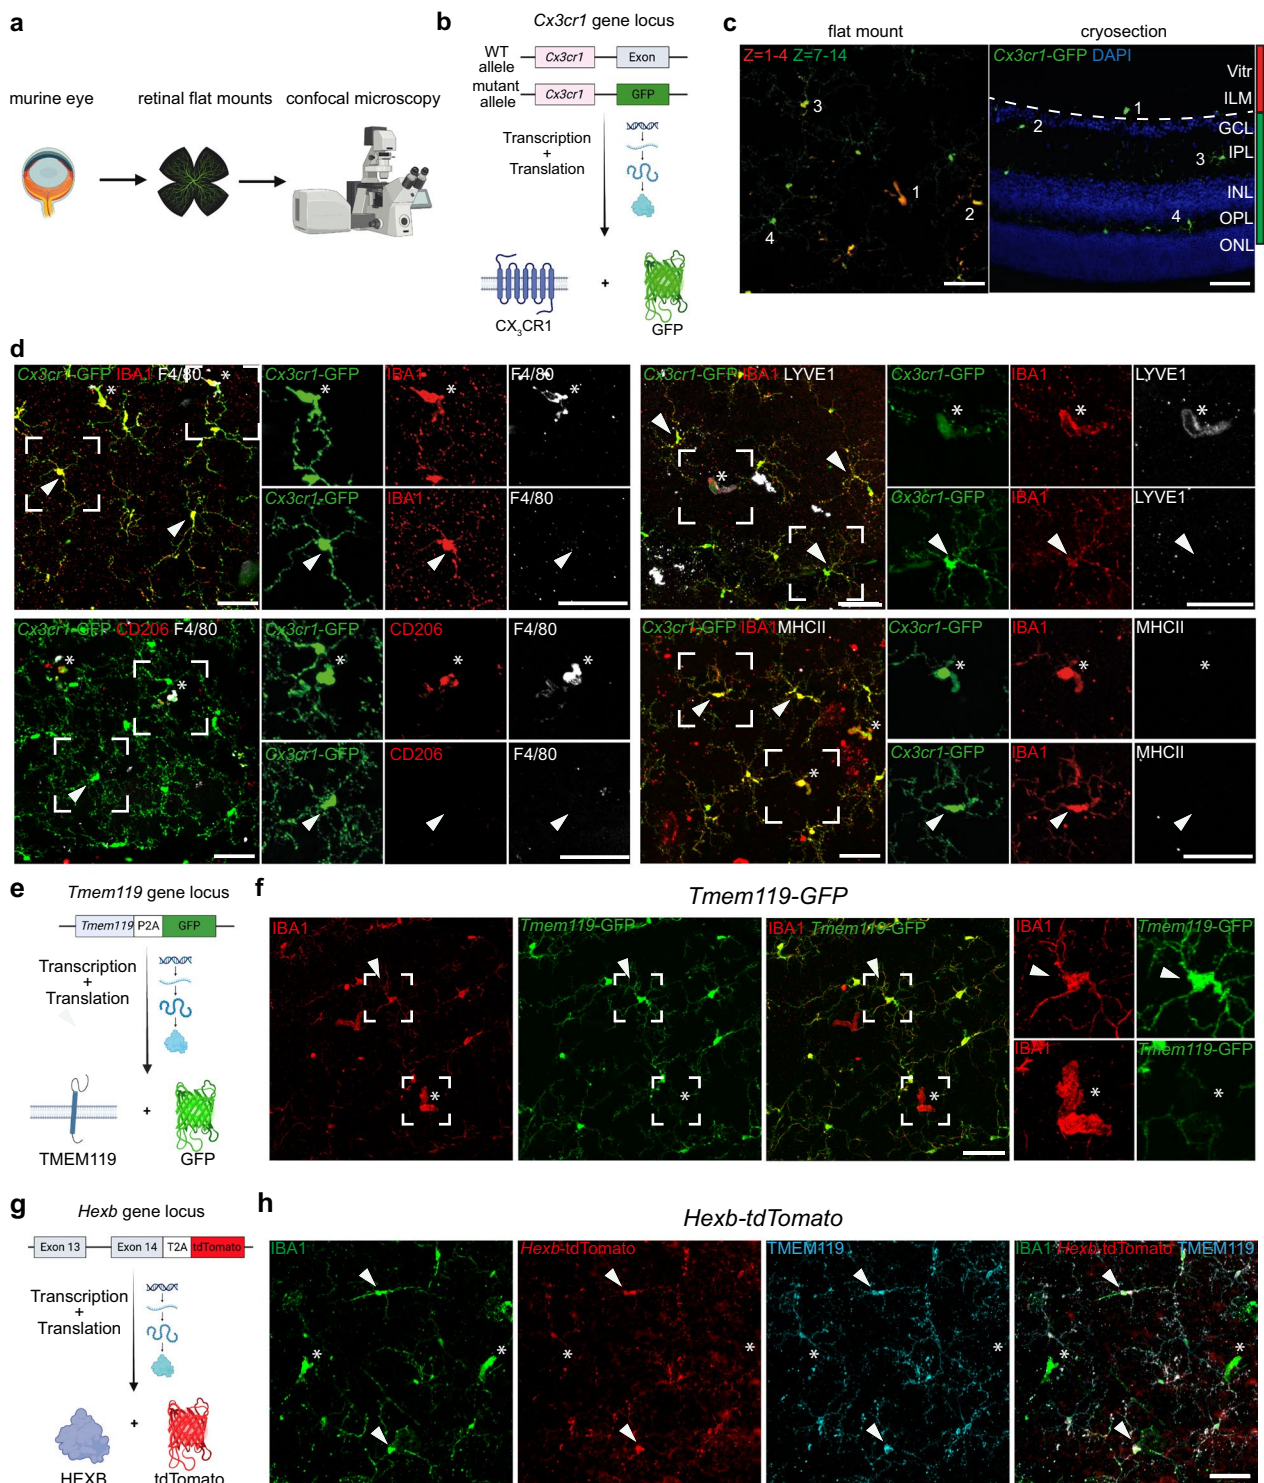 a
murine eye
retinal flat mounts
confocal microscopy
b
Cx3cr1 gene locus
WT allele
Cx3cr1
Exon
mutant allele
Cx3cr1
GFP
Transcription
+
Translation
+
CX3CR1
GFP
c
flat mount
cryosection
Z=1-4 Z=7-14
3
1
2
4
Cx3cr1-GFP DAPI
1
2
3
4
Vitr
ILM
GCL
IPL
INL
OPL
ONL
d
Cx3cr1-GFP IBA1 F4/80
*
*
Cx3cr1-GFP
*
IBA1
*
F4/80
*
Cx3cr1-GFP
IBA1
F4/80
Cx3cr1-GFP IBA1 LYVE1
*
Cx3cr1-GFP
*
IBA1
*
LYVE1
*
Cx3cr1-GFP
IBA1
LYVE1
Cx3cr1-GFP CD206 F4/80
*
*
Cx3cr1-GFP
*
CD206
*
F4/80
*
Cx3cr1-GFP
CD206
F4/80
Cx3cr1-GFP IBA1 MHCII
*
*
Cx3cr1-GFP
*
IBA1
*
MHCII
*
Cx3cr1-GFP
IBA1
MHCII
e
Tmem119 gene locus
Tmem119 P2A GFP
Transcription
+
Translation
+
TMEM119
GFP
f
Tmem119-GFP
IBA1
*
Tmem119-GFP
*
IBA1 Tmem119-GFP
*
IBA1
Tmem119-GFP
IBA1
*
Tmem119-GFP
*
g
Hexb gene locus
Exon 13
Exon 14 T2A tdTomato
Transcription
+
Translation
+
HEXB
tdTomato
h
Hexb-tdTomato
IBA1
*
*
Hexb-tdTomato
*
*
TMEM119
*
*
IBA1 Hexb-tdTomato TMEM119
*
*